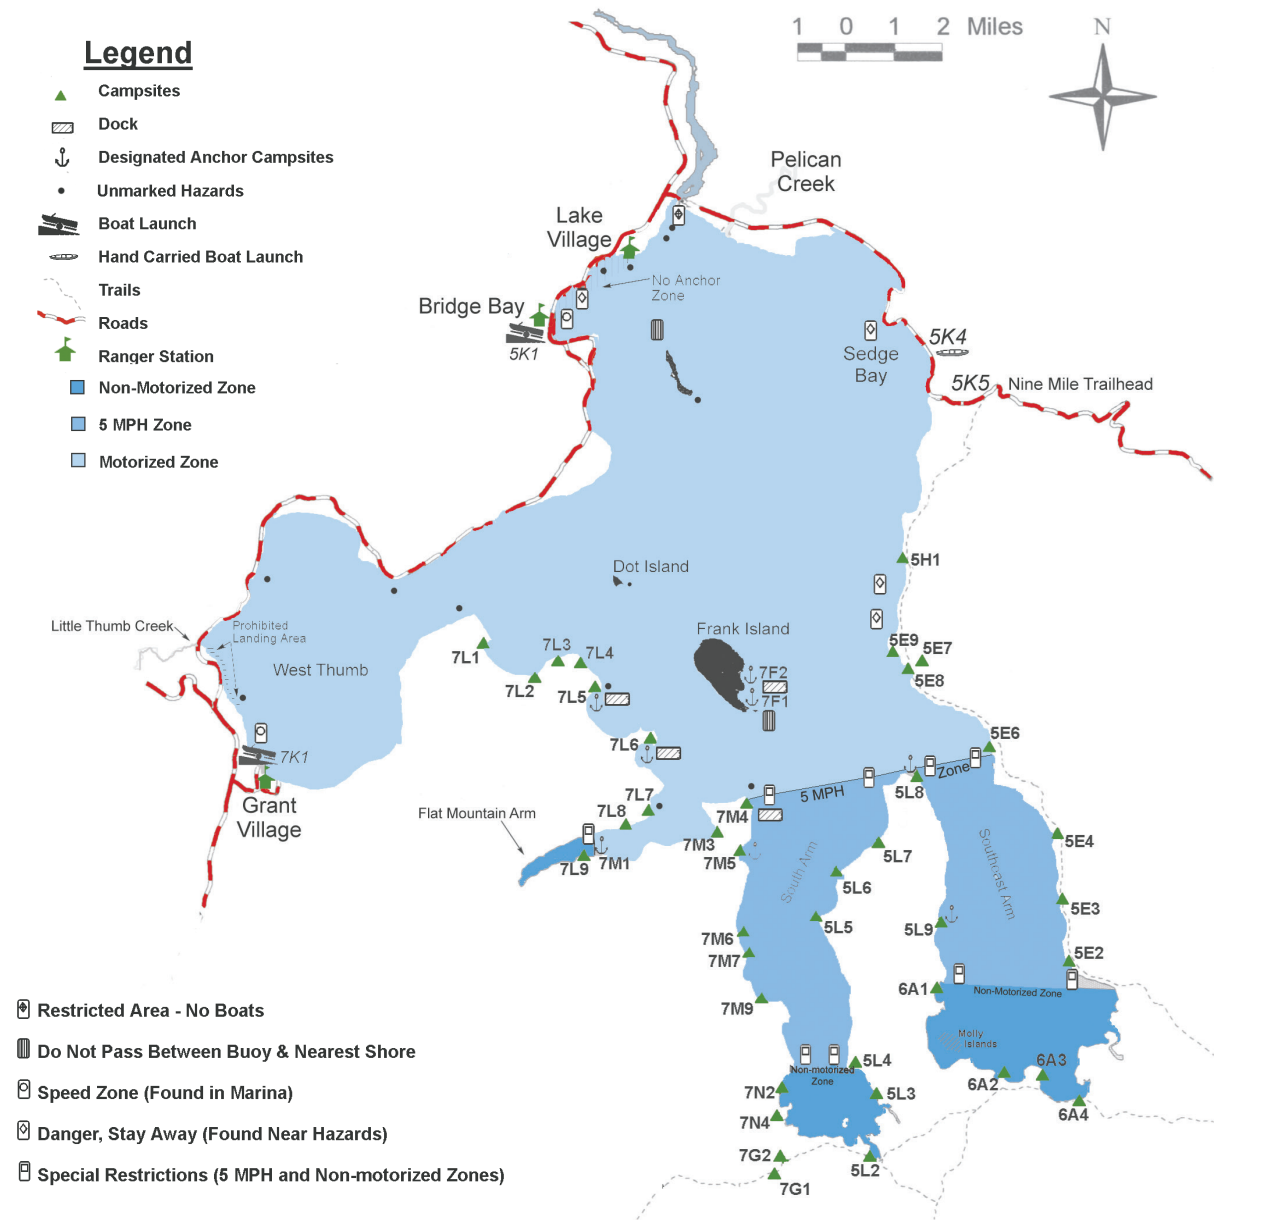 Legend
Campsites
Dock
Designated Anchor Campsites
Unmarked Hazards
Boat Launch
Hand Carried Boat Launch
Trails
Roads
Ranger Station
Non-Motorized Zone
5 MPH Zone
Motorized Zone
1 0 1 2 Miles
N
Pelican
Creek
Lake
Village
No Anchor
Zone
Bridge Bay
5K1
Sedge
Bay
5K4
5K5
Nine Mile Trailhead
Dot Island
5H1
Little Thumb Creek
Prohibited
Landing Area
West Thumb
Frank Island
7L1
7L2
7L3
7L4
7L5
7F2
7F1
5E9
5E7
5E8
7L6
5E6
7K1
Grant
Village
Flat Mountain Arm
7L7
7L8
7L9
7M1
7M3
7M4
7M5
5 MPH
Zone
5L8
South Arm
Southeast Arm
5L7
5L6
5L5
5E4
5E3
5L9
5E2
7M6
7M7
7M9
6A1
Non-Motorized Zone
Molly
Islands
6A3
6A2
6A4
Non-motorized
Zone
5L4
7N2
5L3
7N4
7G2
5L2
7G1
Restricted Area - No Boats
Do Not Pass Between Buoy & Nearest Shore
Speed Zone (Found in Marina)
Danger, Stay Away (Found Near Hazards)
Special Restrictions (5 MPH and Non-motorized Zones)